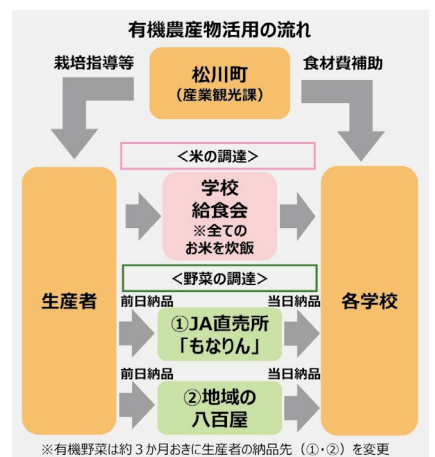 有機農産物活用の流れ
栽培指導等
松川町
（産業観光課）
食材費補助
＜米の調達＞
学校
給食会
※全ての
お米を炊飯
＜野菜の調達＞
生産者
各学校
前日納品
当日納品
①JA直売所
「もなりん」
前日納品
当日納品
②地域の
八百屋
※有機野菜は約３か月おきに生産者の納品先（①・②）を変更